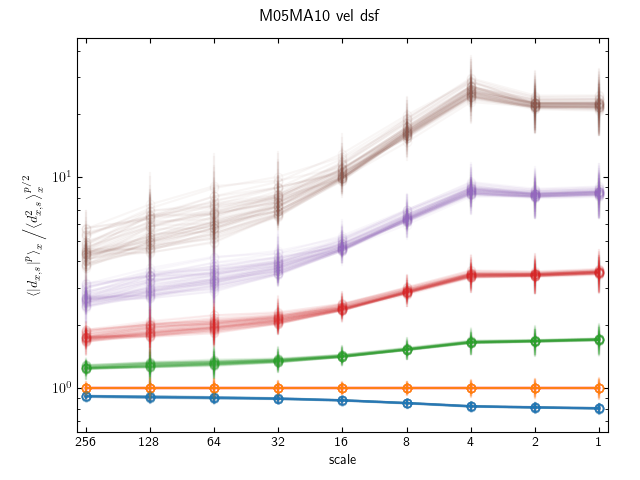 M05MA10 vel dsf
⟨|d_{x,s}|^p⟩_x / ⟨d_{x,s}^2⟩_x^{p/2}
10^1
10^0
256 128 64 32 16 8 4 2 1
scale